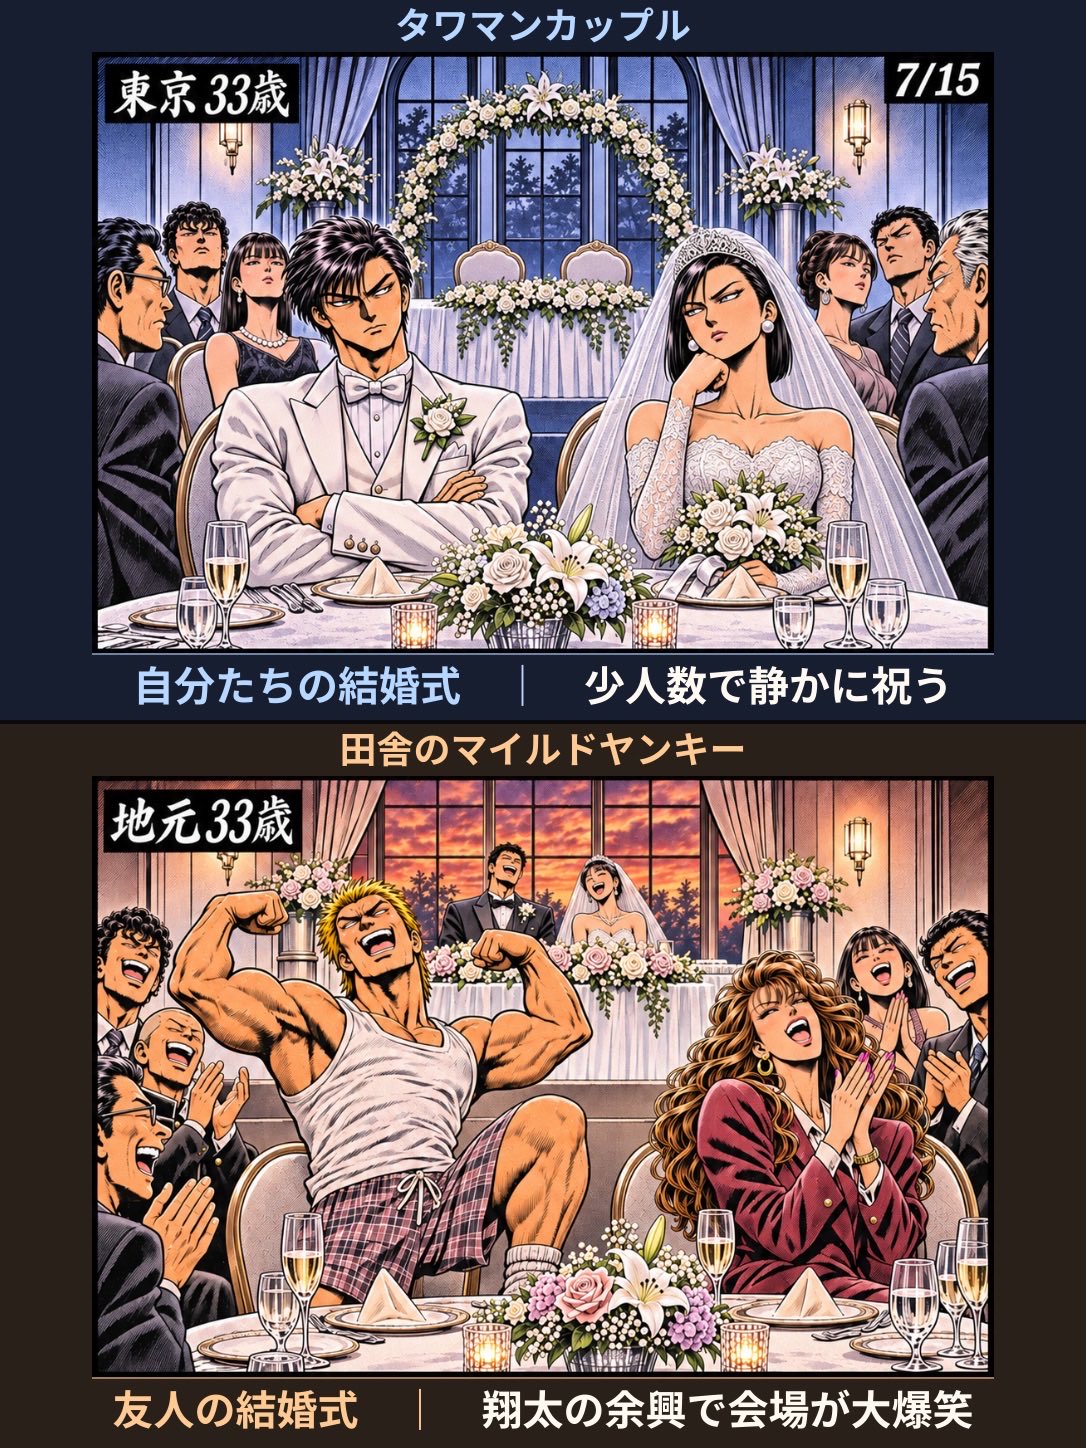 タワマンカップル
東京 33歳
7/15
自分たちの結婚式 | 少人数で静かに祝う
田舎のマイルドヤンキー
地元 33歳
友人の結婚式 | 翔太の余興で会場が大爆笑